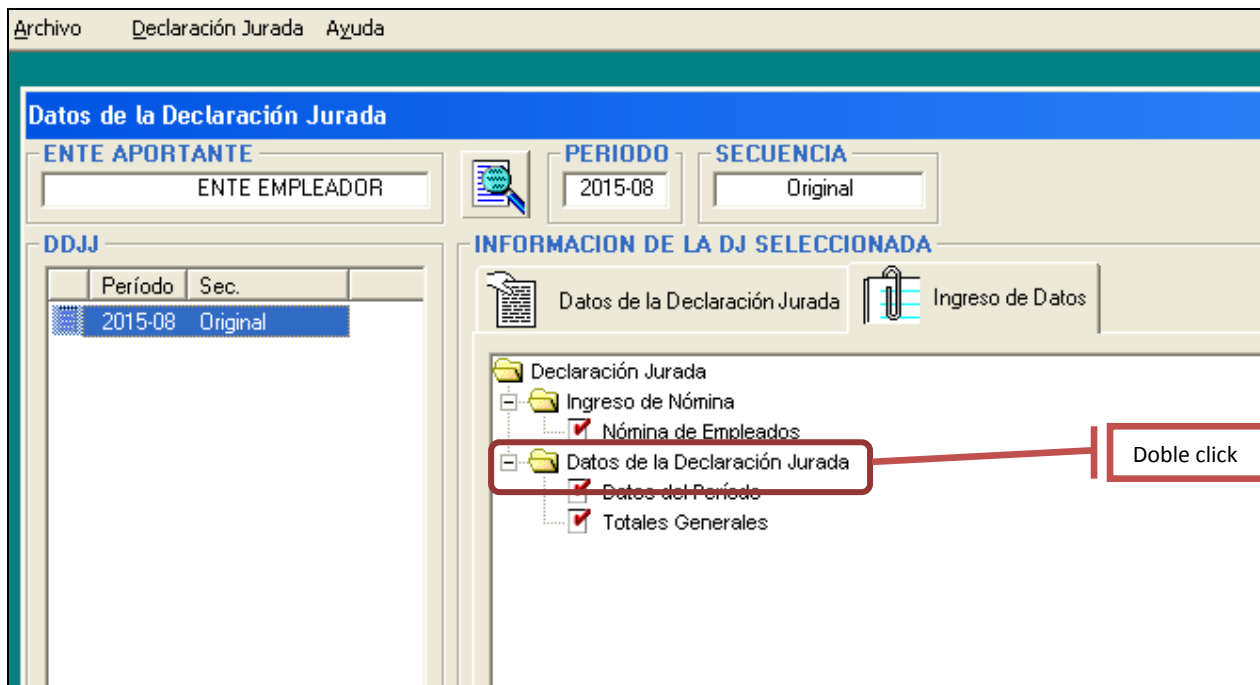 Archivo Declaración Jurada Ayuda
Datos de la Declaración Jurada
ENTE APORTANTE PERIODO SECUENCIA
ENTE EMPLEADOR 2015-08 Original
DDJJ INFORMACION DE LA DJ SELECCIONADA
Período Sec.
2015-08 Original
Datos de la Declaración Jurada Ingreso de Datos
Declaración Jurada
Ingreso de Nómina
Nómina de Empleados
Datos de la Declaración Jurada
Doble click
Datos del Período
Totales Generales